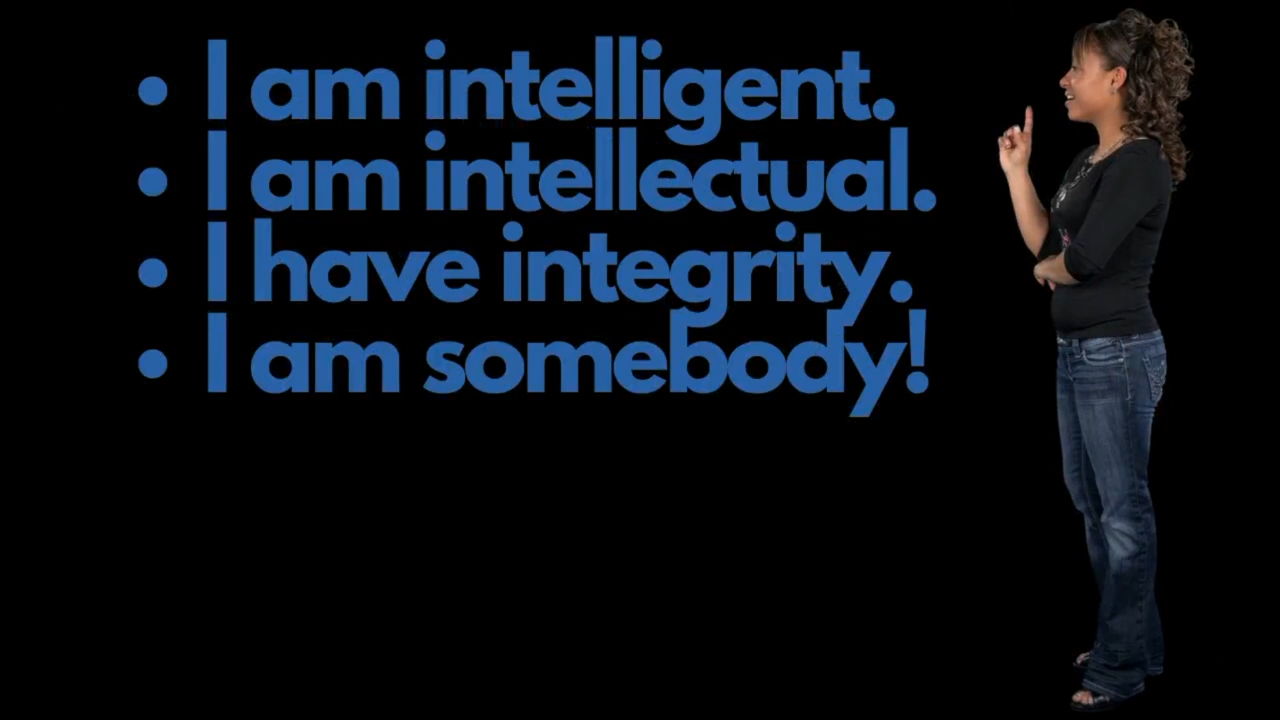 • I am intelligent.
• I am intellectual.
• I have integrity.
• I am somebody!